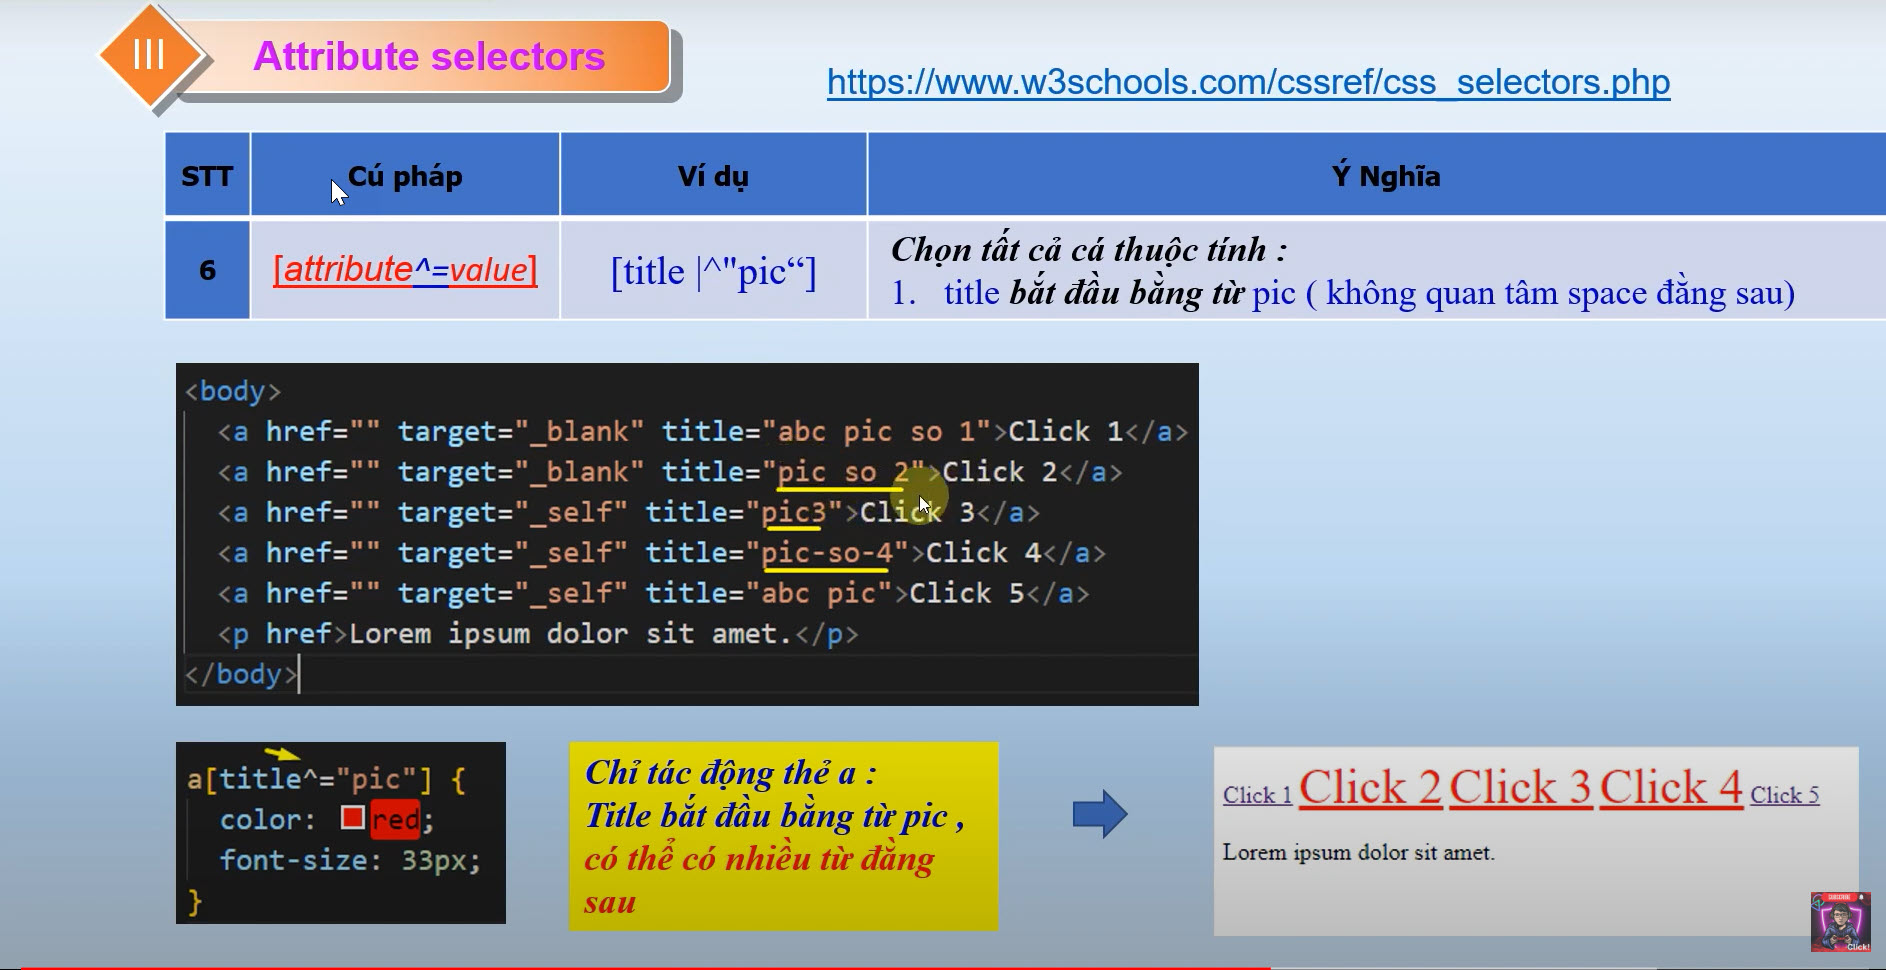 III
Attribute selectors
https://www.w3schools.com/cssref/css_selectors.php
STT Cú pháp Ví dụ Ý Nghĩa
6 [attribute^=value] [title |^"pic“] Chọn tất cả cá thuộc tính :
1. title bắt đầu bằng từ pic ( không quan tâm space đằng sau)
<body>
<a href="" target="_blank" title="abc pic so 1">Click 1</a>
<a href="" target="_blank" title="pic so 2">Click 2</a>
<a href="" target="_self" title="pic3">Click 3</a>
<a href="" target="_self" title="pic-so-4">Click 4</a>
<a href="" target="_self" title="abc pic">Click 5</a>
<p href>Lorem ipsum dolor sit amet.</p>
</body>
a[title^="pic"] {
color: red;
font-size: 33px;
}
Chỉ tác động thẻ a :
Title bắt đầu bằng từ pic ,
có thể có nhiều từ đằng
sau
Click 1 Click 2 Click 3 Click 4 Click 5
Lorem ipsum dolor sit amet.
Click!